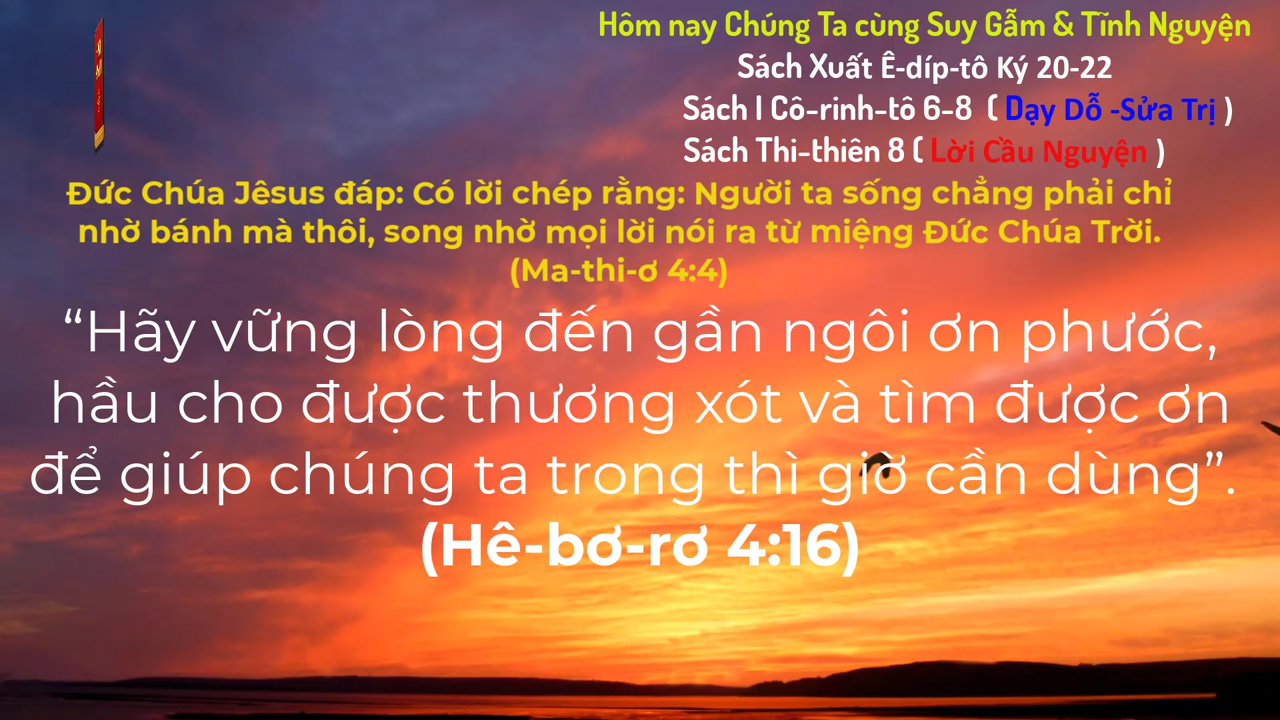 Hôm nay Chúng Ta cùng Suy Gẫm & Tĩnh Nguyện
Sách Xuất Ê-díp-tô Ký 20-22
Sách I Cô-rinh-tô 6-8 ( Dạy Dỗ -Sửa Trị )
Sách Thi-thiên 8 ( Lời Cầu Nguyện )
Đức Chúa Jêsus đáp: Có lời chép rằng: Người ta sống chẳng phải chỉ
nhờ bánh mà thôi, song nhờ mọi lời nói ra từ miệng Đức Chúa Trời.
(Ma-thi-ơ 4:4)
“Hãy vững lòng đến gần ngôi ơn phước,
hầu cho được thương xót và tìm được ơn
để giúp chúng ta trong thì giờ cần dùng”.
(Hê-bơ-rơ 4:16)